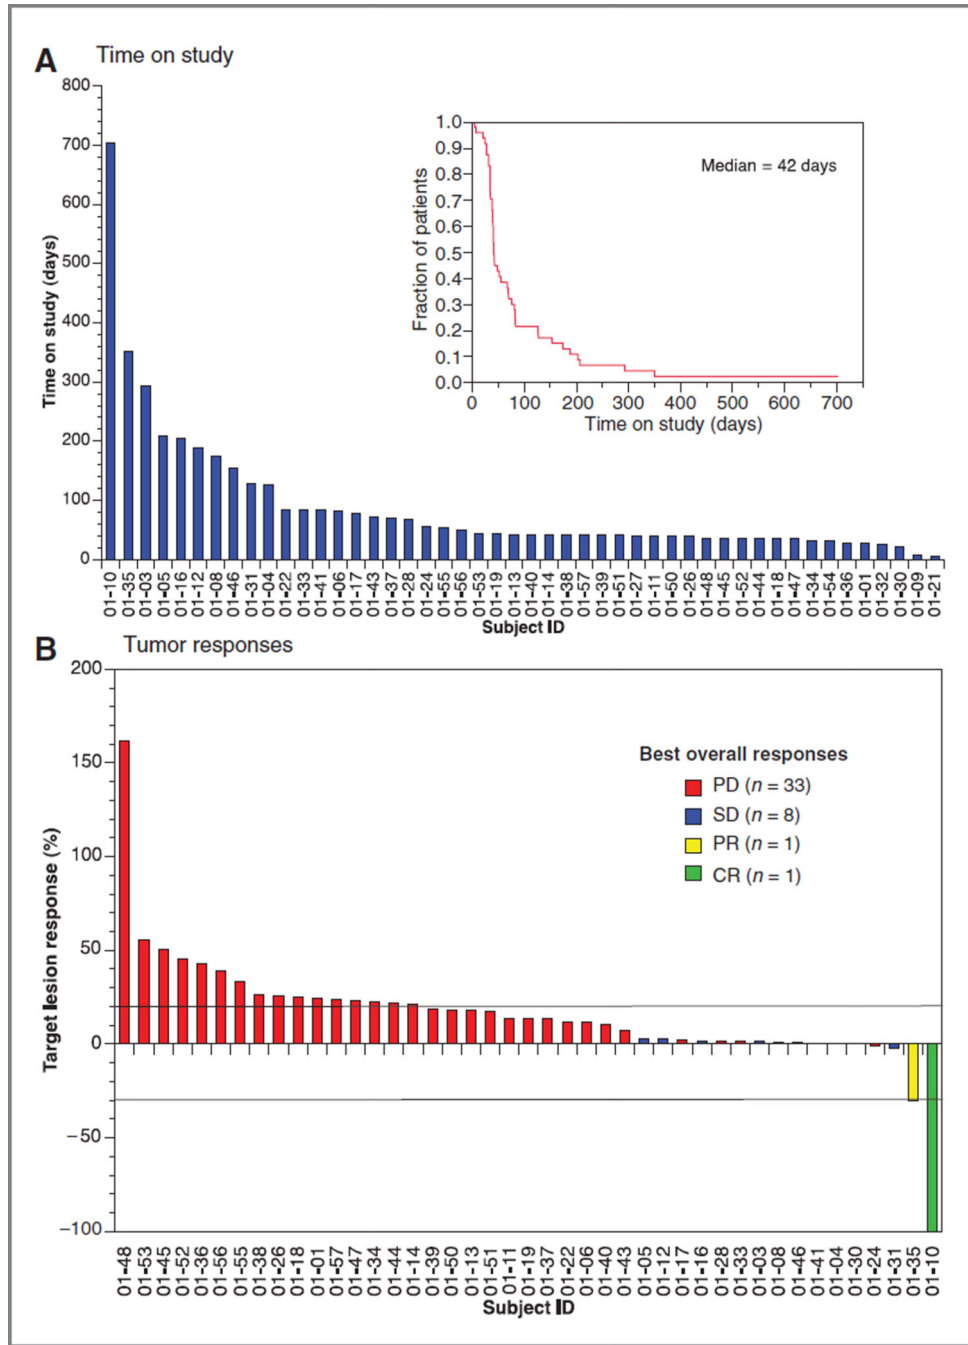 A Time on study
800
700
600
500
400
300
200
100
0
Time on study (days)
1.0
0.9
0.8
0.7
0.6
0.5
0.4
0.3
0.2
0.1
0.0
Fraction of patients
Median = 42 days
0 100 200 300 400 500 600 700
Time on study (days)
01-10 01-35 01-03 01-05 01-16 01-12 01-08 01-46 01-31 01-04 01-22 01-33 01-41 01-06 01-17 01-43 01-37 01-28 01-24 01-55 01-56 01-53 01-19 01-13 01-40 01-14 01-38 01-57 01-39 01-51 01-27 01-11 01-50 01-26 01-48 01-45 01-52 01-44 01-18 01-47 01-34 01-54 01-36 01-01 01-32 01-30 01-09 01-21
Subject ID
B Tumor responses
200
150
100
50
0
−50
−100
Target lesion response (%)
Best overall responses
PD (n = 33)
SD (n = 8)
PR (n = 1)
CR (n = 1)
01-48 01-53 01-45 01-52 01-36 01-56 01-55 01-38 01-26 01-18 01-01 01-57 01-47 01-34 01-44 01-14 01-39 01-50 01-13 01-51 01-11 01-19 01-37 01-22 01-06 01-40 01-43 01-05 01-12 01-17 01-16 01-28 01-33 01-03 01-08 01-46 01-41 01-04 01-30 01-24 01-31 01-35 01-10
Subject ID